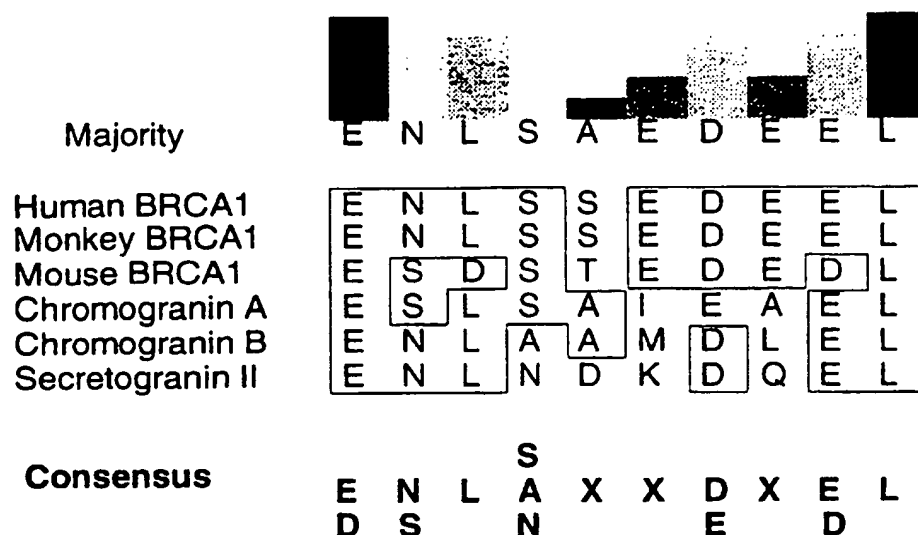 Majority E N L S A E D E E L
Human BRCA1 E N L S S E D E E L
Monkey BRCA1 E N L S S E D E E L
Mouse BRCA1 E S D S T E D E D L
Chromogranin A E S L S A I E A E L
Chromogranin B E N L A A M D L E L
Secretogranin II E N L N D K D Q E L
S
Consensus E N L A X X D X E L
D S N E D